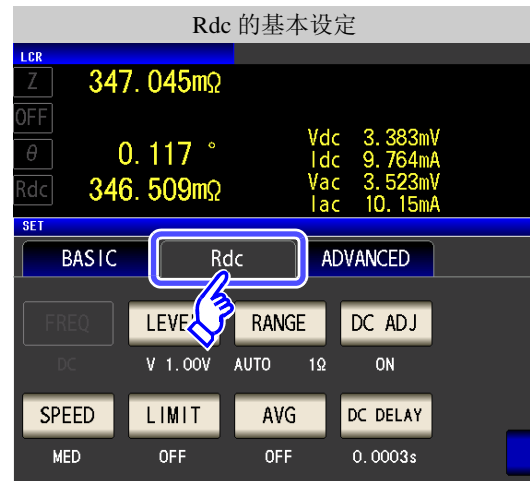 Rdc 的基本设定
LCR
Z 347.045mΩ
OFF
θ 0.117 °
Rdc 346.509mΩ
Vdc 3.383mV
Idc 9.764mA
Vac 3.523mV
Iac 10.15mA
SET
BASIC Rdc ADVANCED
FREQ LEVEL RANGE DC ADJ
DC V 1.00V AUTO 1Ω ON
SPEED LIMIT AVG DC DELAY
MED OFF OFF 0.0003s